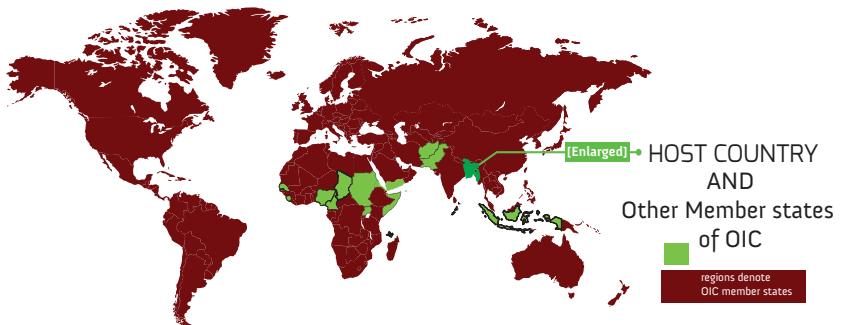 [Enlarged]
HOST COUNTRY
AND
Other Member states
of OIC
regions denote
OIC member states